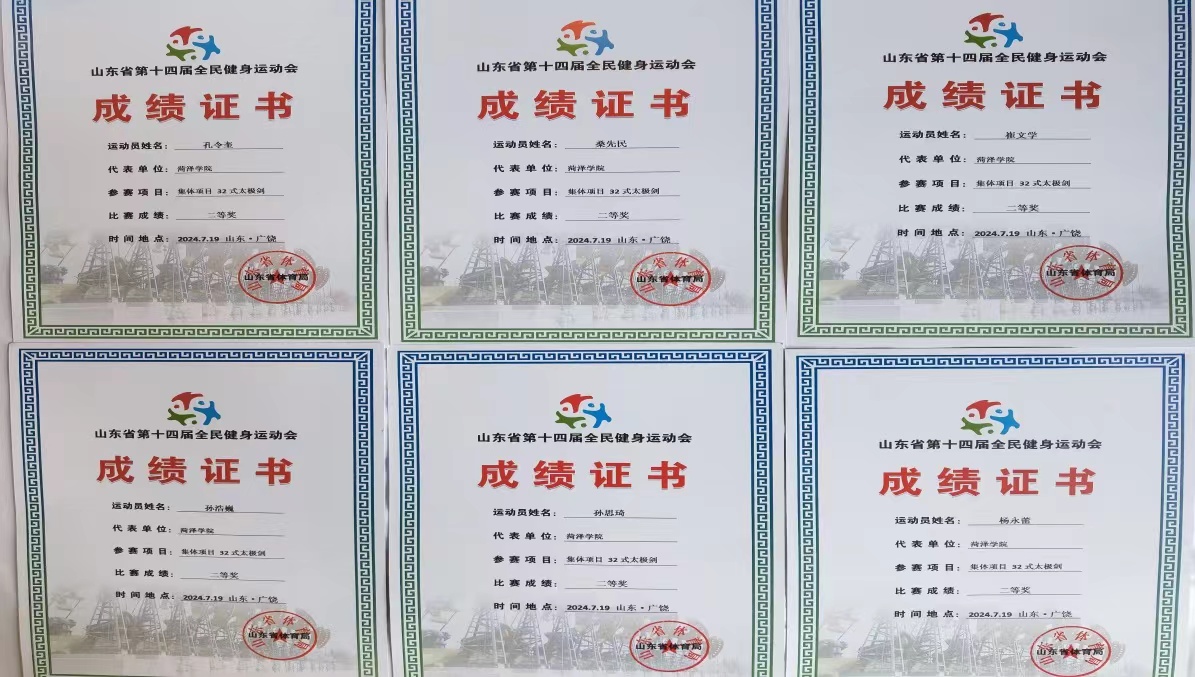 山东省第十四届全民健身运动会
成绩证书
运动员姓名： 孔令奎
代表单位： 菏泽学院
参赛项目： 集体项目 32 式太极剑
比赛成绩： 二等奖
时间地点： 2024.7.19 山东·广饶
山东省体育局
山东省第十四届全民健身运动会
成绩证书
运动员姓名： 桑先民
代表单位： 菏泽学院
参赛项目： 集体项目 32 式太极剑
比赛成绩： 二等奖
时间地点： 2024.7.19 山东·广饶
山东省体育局
山东省第十四届全民健身运动会
成绩证书
运动员姓名： 崔文学
代表单位： 菏泽学院
参赛项目： 集体项目 32 式太极剑
比赛成绩： 二等奖
时间地点： 2024.7.19 山东·广饶
山东省体育局
山东省第十四届全民健身运动会
成绩证书
运动员姓名： 孙浩巍
代表单位： 菏泽学院
参赛项目： 集体项目 32 式太极剑
比赛成绩： 二等奖
时间地点： 2024.7.19 山东·广饶
山东省体育局
山东省第十四届全民健身运动会
成绩证书
运动员姓名： 孙思琦
代表单位： 菏泽学院
参赛项目： 集体项目 32 式太极剑
比赛成绩： 二等奖
时间地点： 2024.7.19 山东·广饶
山东省体育局
山东省第十四届全民健身运动会
成绩证书
运动员姓名： 杨永蕾
代表单位： 菏泽学院
参赛项目： 集体项目 32 式太极剑
比赛成绩： 二等奖
时间地点： 2024.7.19 山东·广饶
山东省体育局